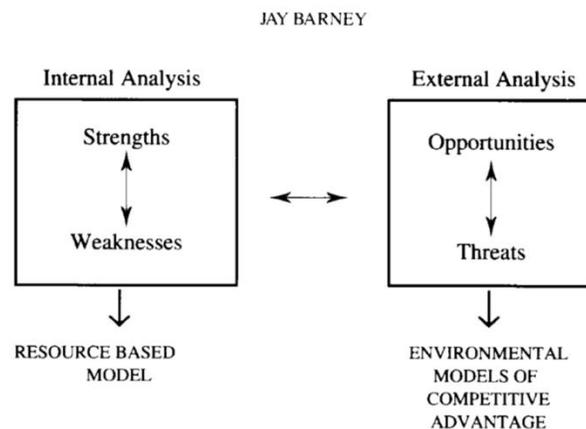 JAY BARNEY
Internal Analysis
External Analysis
Strengths
Weaknesses
Opportunities
Threats
RESOURCE BASED
MODEL
ENVIRONMENTAL
MODELS OF
COMPETITIVE
ADVANTAGE